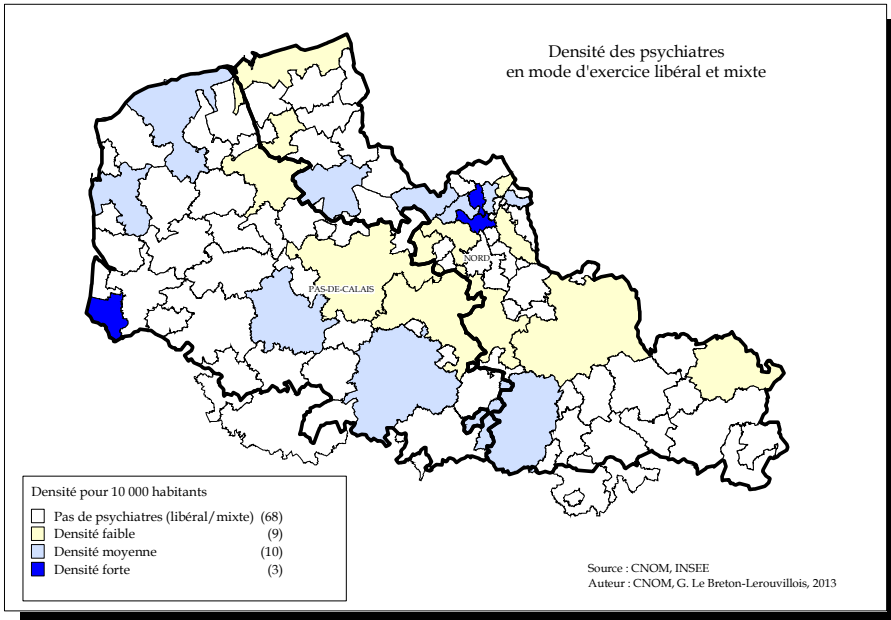 Densité des psychiatres
en mode d'exercice libéral et mixte
NORD
PAS-DE-CALAIS
Densité pour 10 000 habitants
Pas de psychiatres (libéral/mixte) (68)
Densité faible (9)
Densité moyenne (10)
Densité forte (3)
Source : CNOM, INSEE
Auteur : CNOM, G. Le Breton-Lerouvillois, 2013